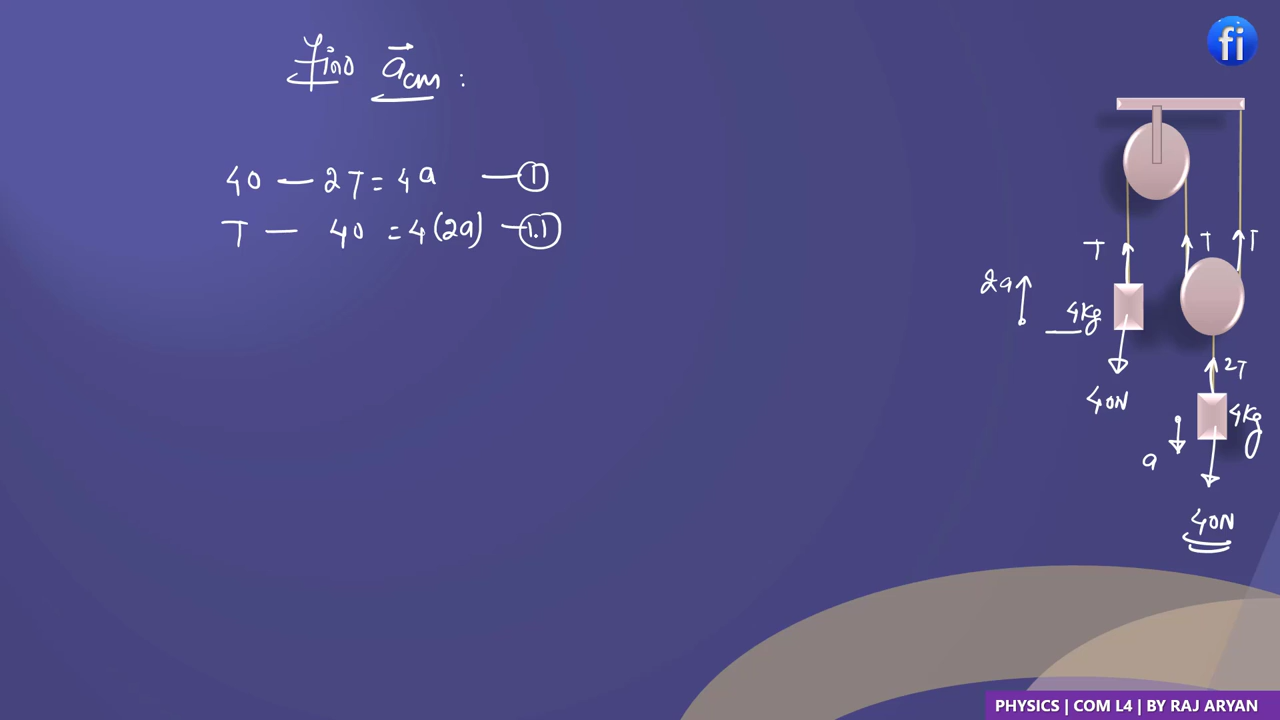 fi
Find a⃗cm :
40 — 2T = 4a — ①
T — 40 = 4(2a) — (1.1)
T
T
T
2a
4Kg
40N
2T
4Kg
a
40N
PHYSICS | COM L4 | BY RAJ ARYAN